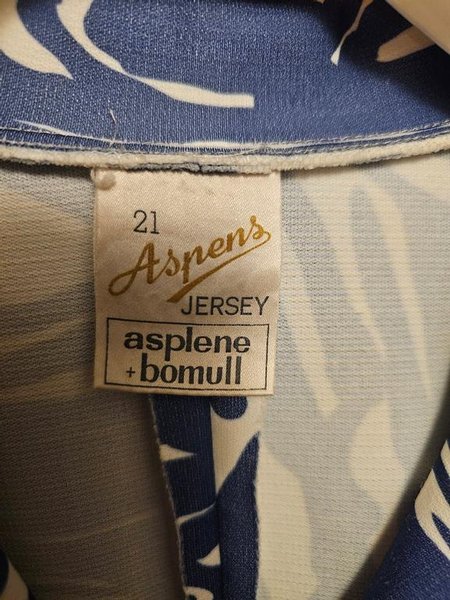 21
Aspens
JERSEY
asplene
+bomull